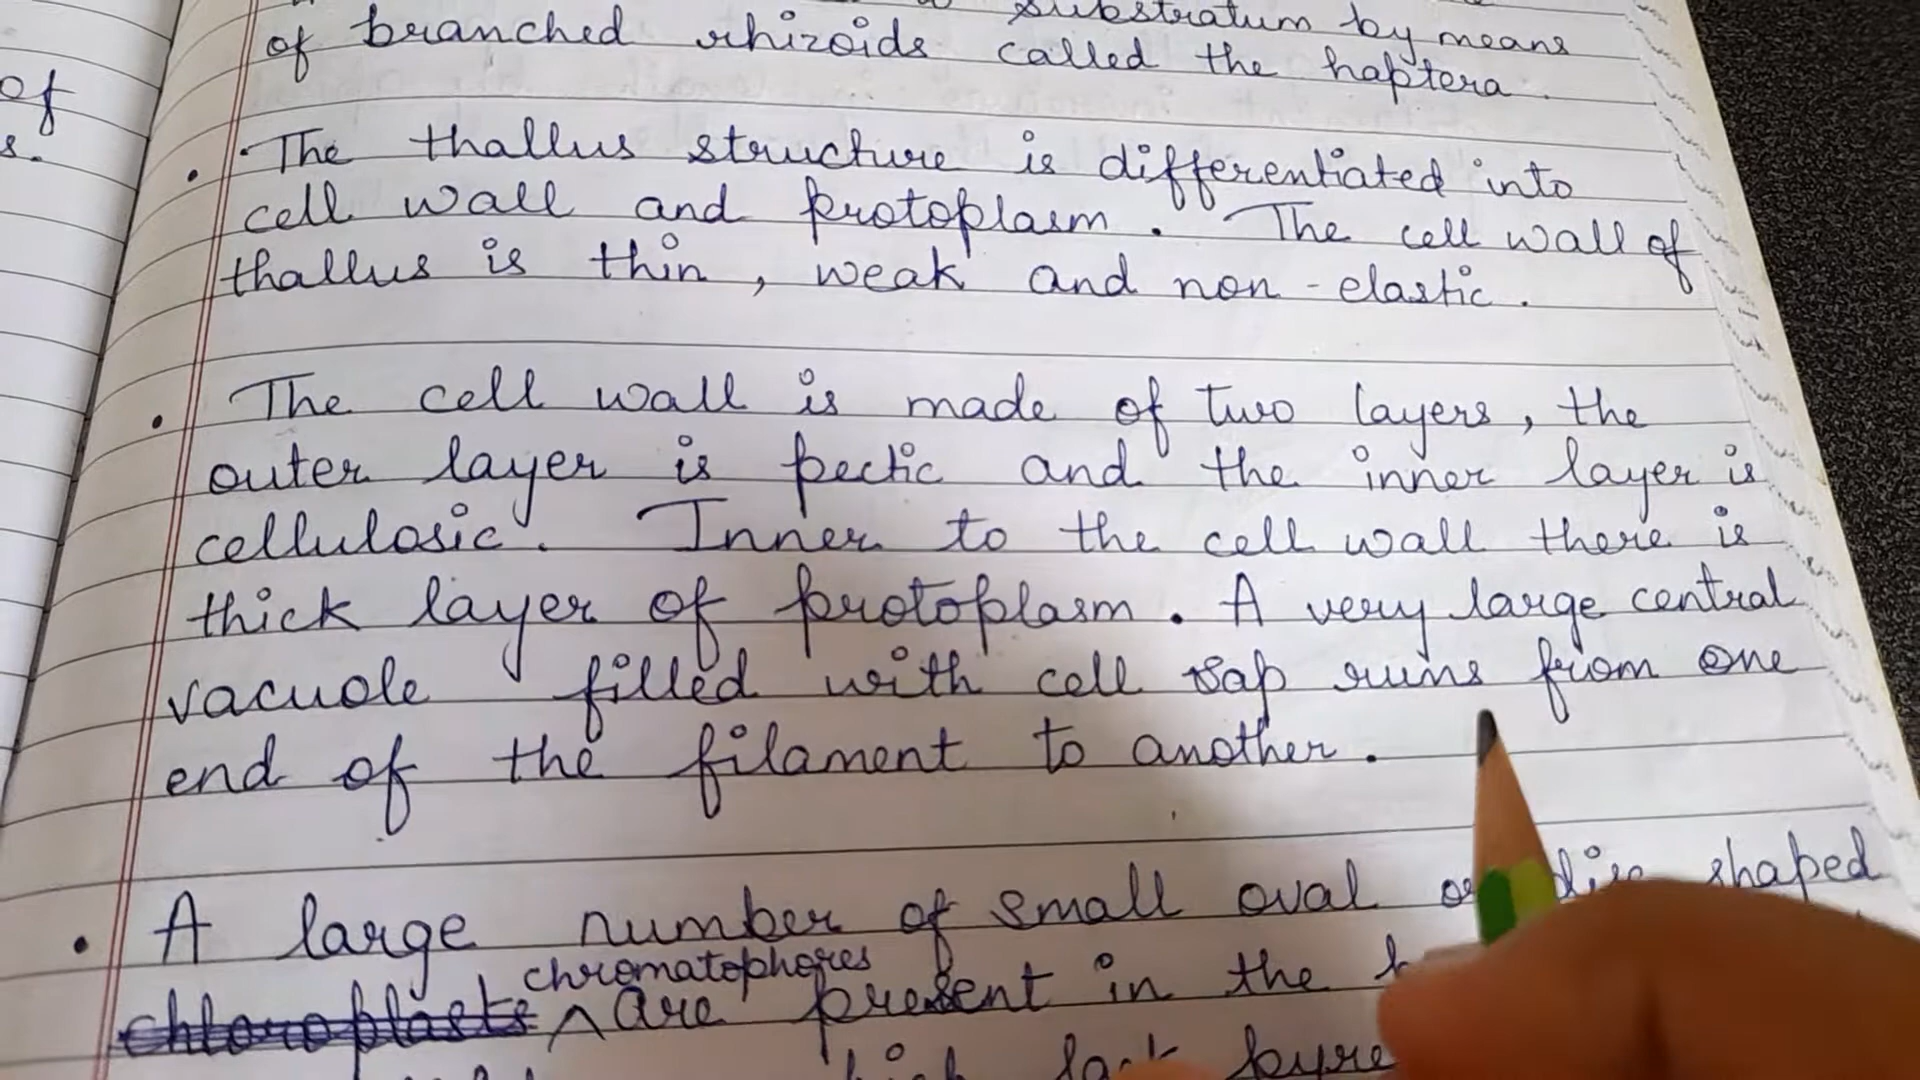 substratum by means
of branched rhizoids called the haptera.
of
s.
• The thallus structure is differentiated into
cell wall and protoplasm. The cell wall of
thallus is thin, weak and non-elastic.
• The cell wall is made of two layers, the
outer layer is pectic and the inner layer is
cellulosic. Inner to the cell wall there is
thick layer of protoplasm. A very large central
vacuole filled with cell sap runs from one
end of the filament to another.
• A large number of small oval or disc shaped
chromatophores
chloroplasts ^ are present in the
lack